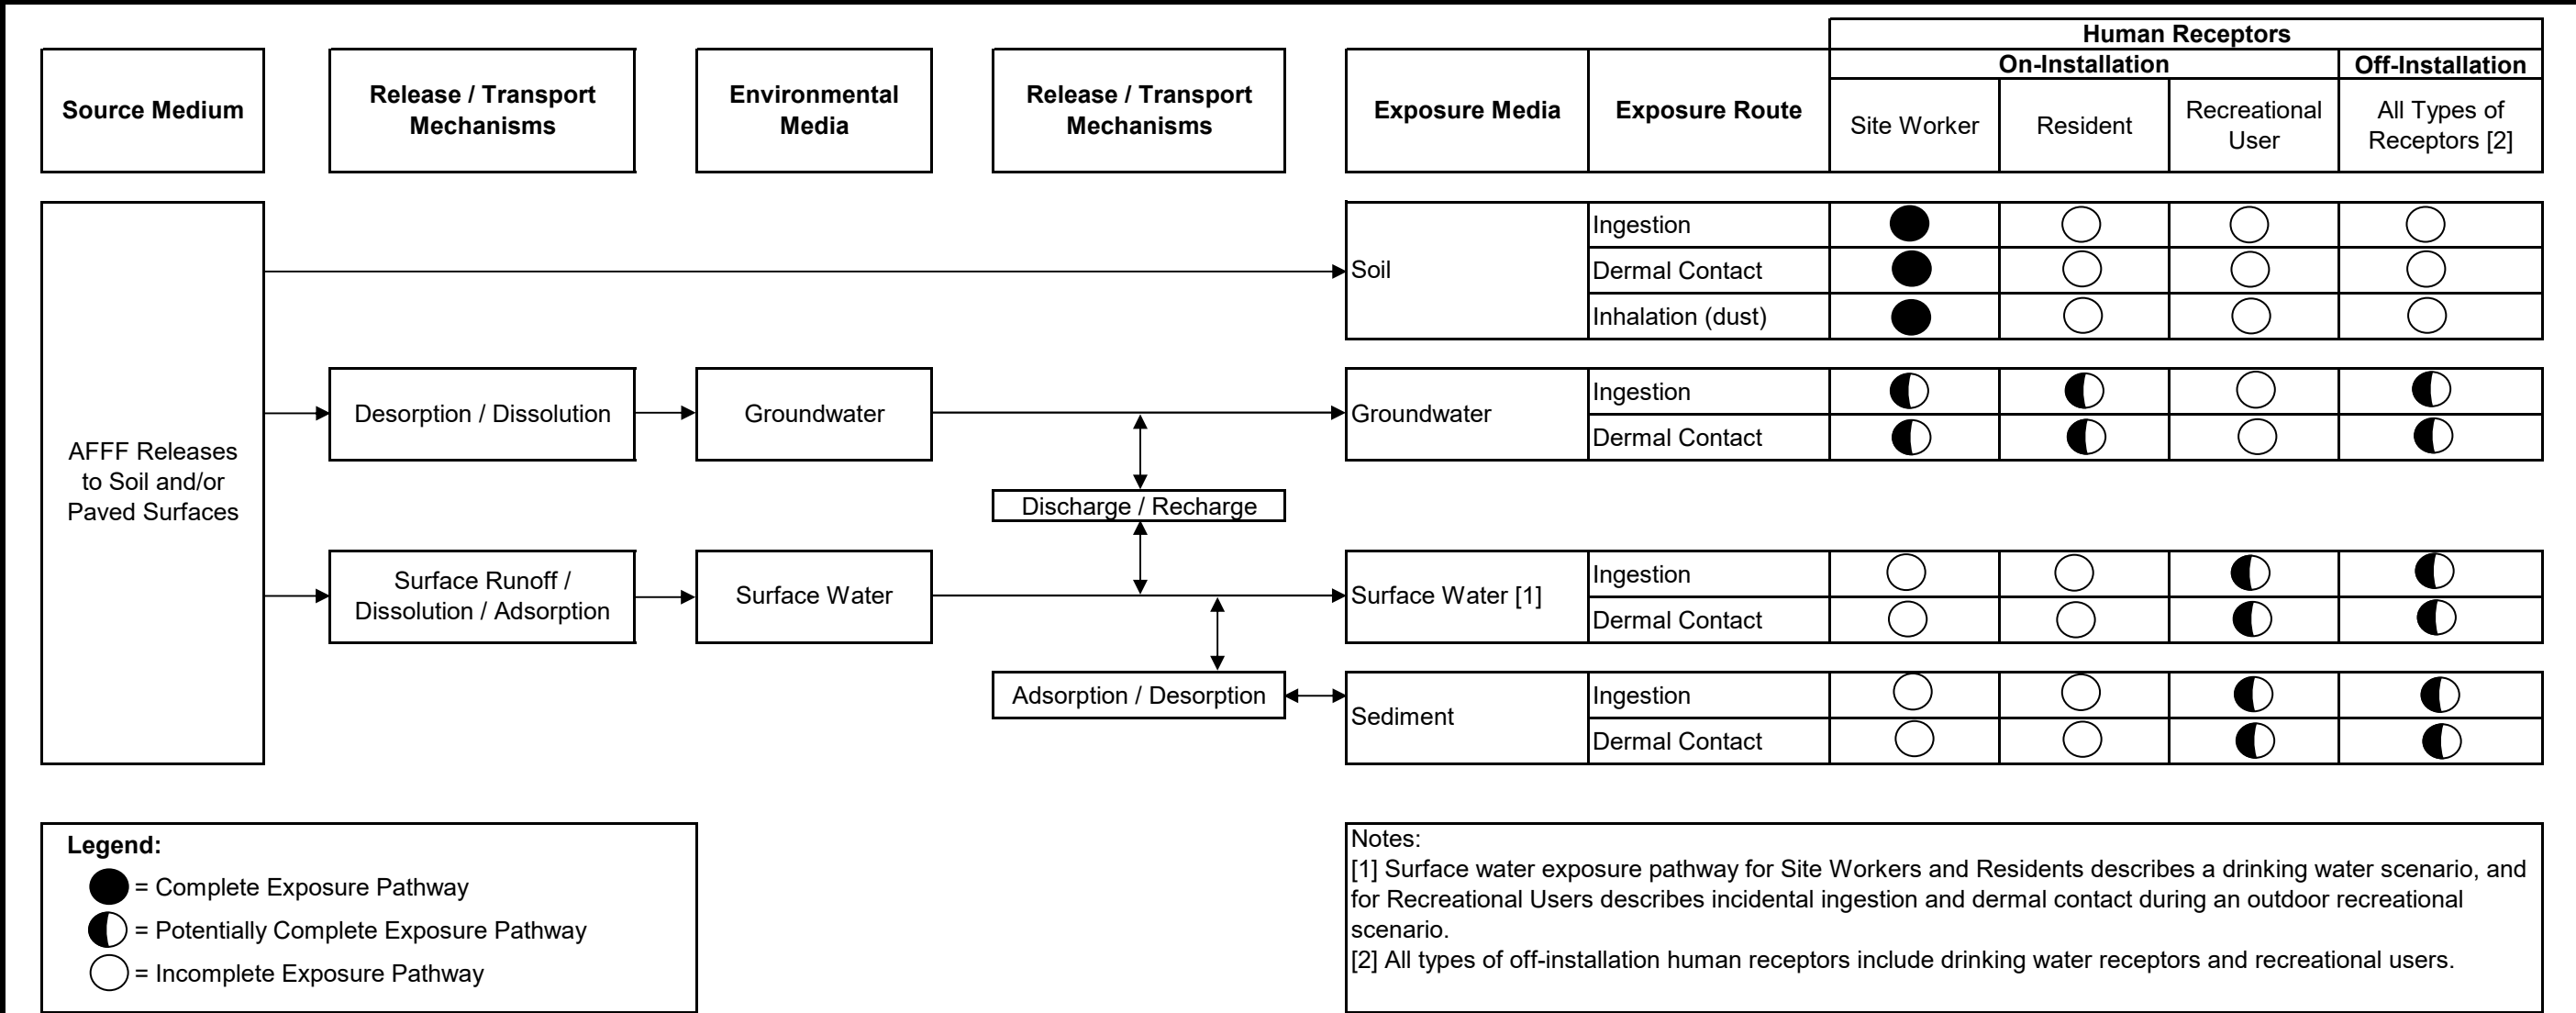 Human Receptors
On-Installation
Off-Installation
Source Medium
Release / Transport
Mechanisms
Environmental
Media
Release / Transport
Mechanisms
Exposure Media
Exposure Route
Site Worker
Resident
Recreational
User
All Types of
Receptors [2]
AFFF Releases
to Soil and/or
Paved Surfaces
Soil
Ingestion
Dermal Contact
Inhalation (dust)
Desorption / Dissolution
Groundwater
Groundwater
Ingestion
Dermal Contact
Discharge / Recharge
Surface Runoff /
Dissolution / Adsorption
Surface Water
Surface Water [1]
Ingestion
Dermal Contact
Adsorption / Desorption
Sediment
Ingestion
Dermal Contact
Legend:
= Complete Exposure Pathway
= Potentially Complete Exposure Pathway
= Incomplete Exposure Pathway
Notes:
[1] Surface water exposure pathway for Site Workers and Residents describes a drinking water scenario, and
for Recreational Users describes incidental ingestion and dermal contact during an outdoor recreational
scenario.
[2] All types of off-installation human receptors include drinking water receptors and recreational users.